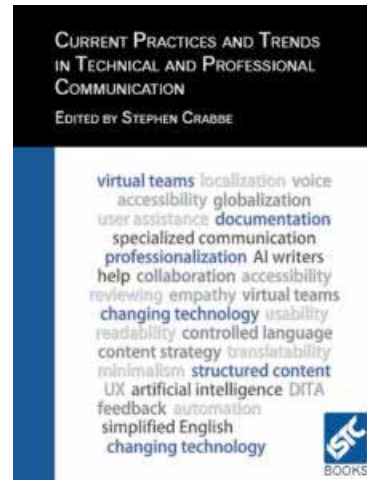 CURRENT PRACTICES AND TRENDS
IN TECHNICAL AND PROFESSIONAL
COMMUNICATION
EDITED BY STEPHEN CRABBE
virtual teams localization voice
accessibility globalization
user assistance documentation
specialized communication
professionalization AI writers
help collaboration accessibility
reviewing empathy virtual teams
changing technology usability
readability controlled language
content strategy translatability
minimalism structured content
UX artificial intelligence DITA
feedback automation
simplified English
changing technology
ISTC
BOOKS